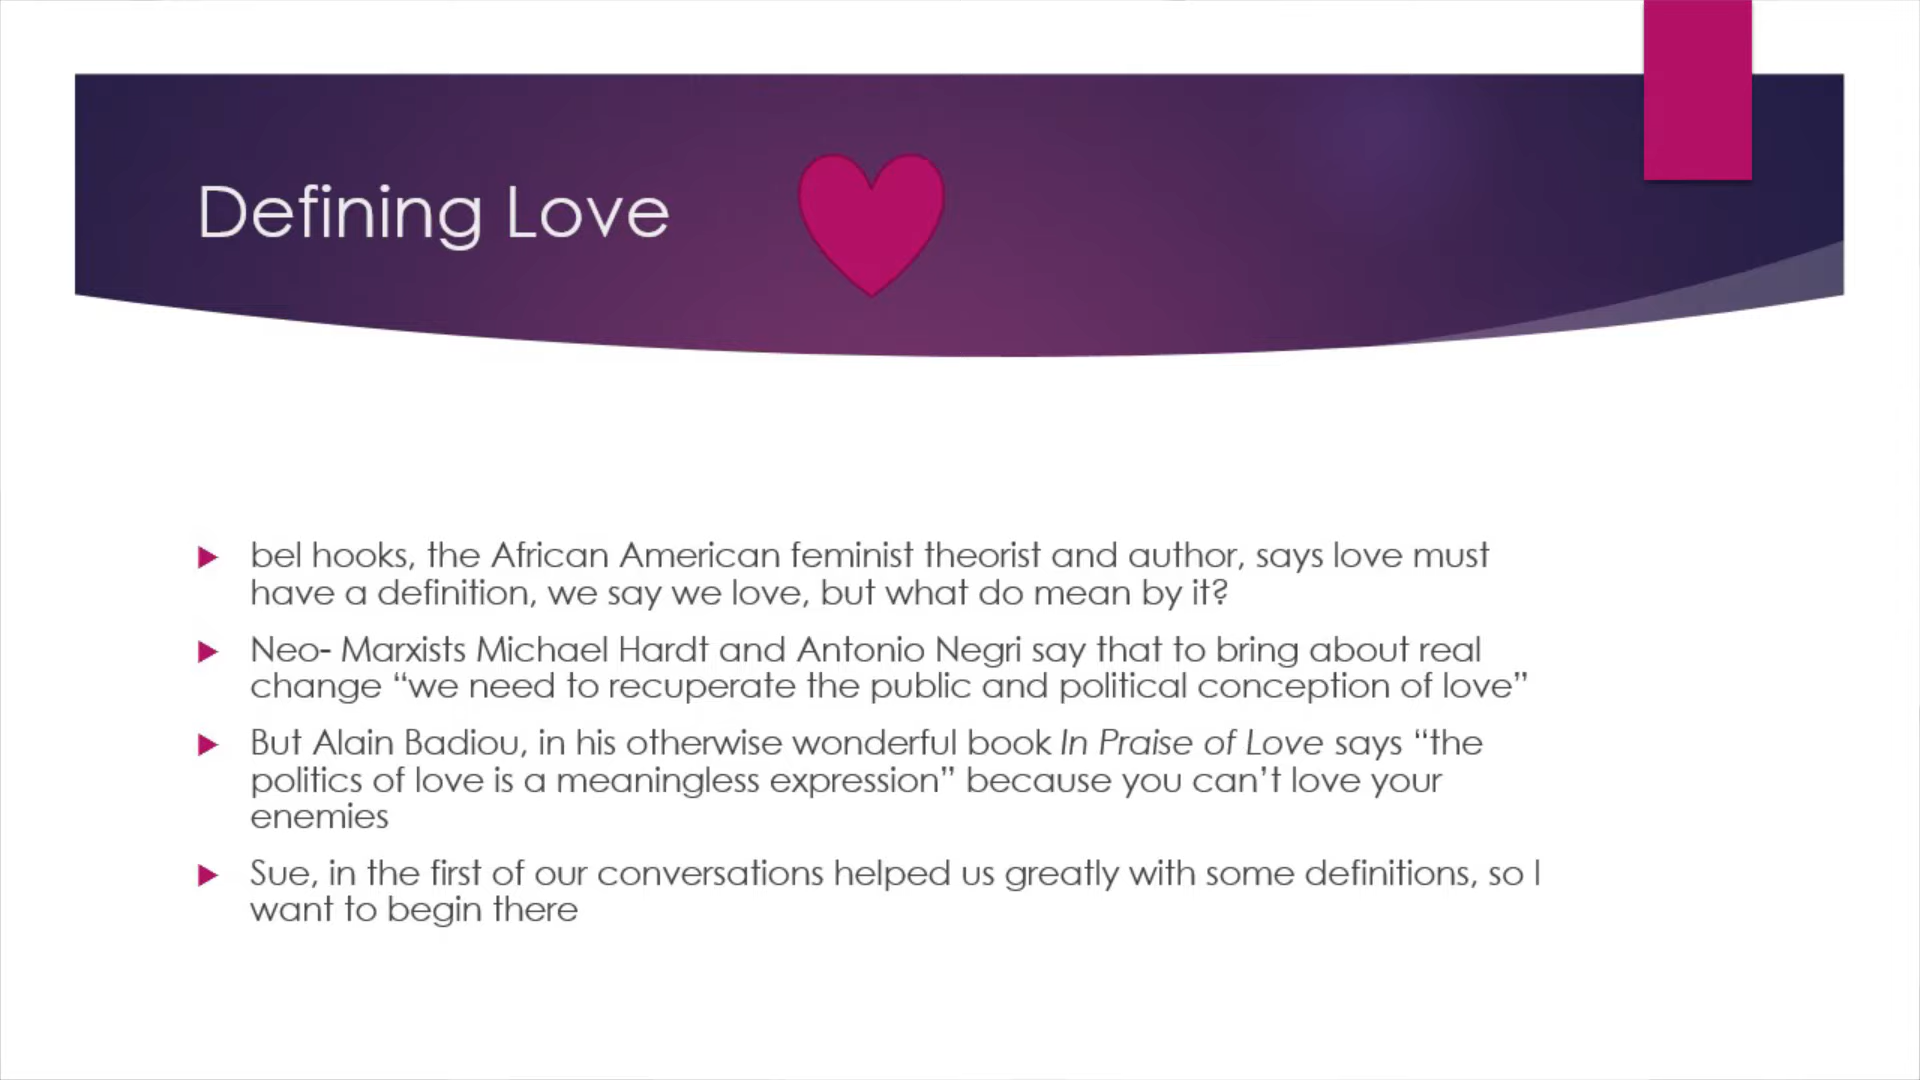 Defining Love
bel hooks, the African American feminist theorist and author, says love must
have a definition, we say we love, but what do mean by it?
Neo- Marxists Michael Hardt and Antonio Negri say that to bring about real
change “we need to recuperate the public and political conception of love”
But Alain Badiou, in his otherwise wonderful book In Praise of Love says “the
politics of love is a meaningless expression” because you can’t love your
enemies
Sue, in the first of our conversations helped us greatly with some definitions, so I
want to begin there